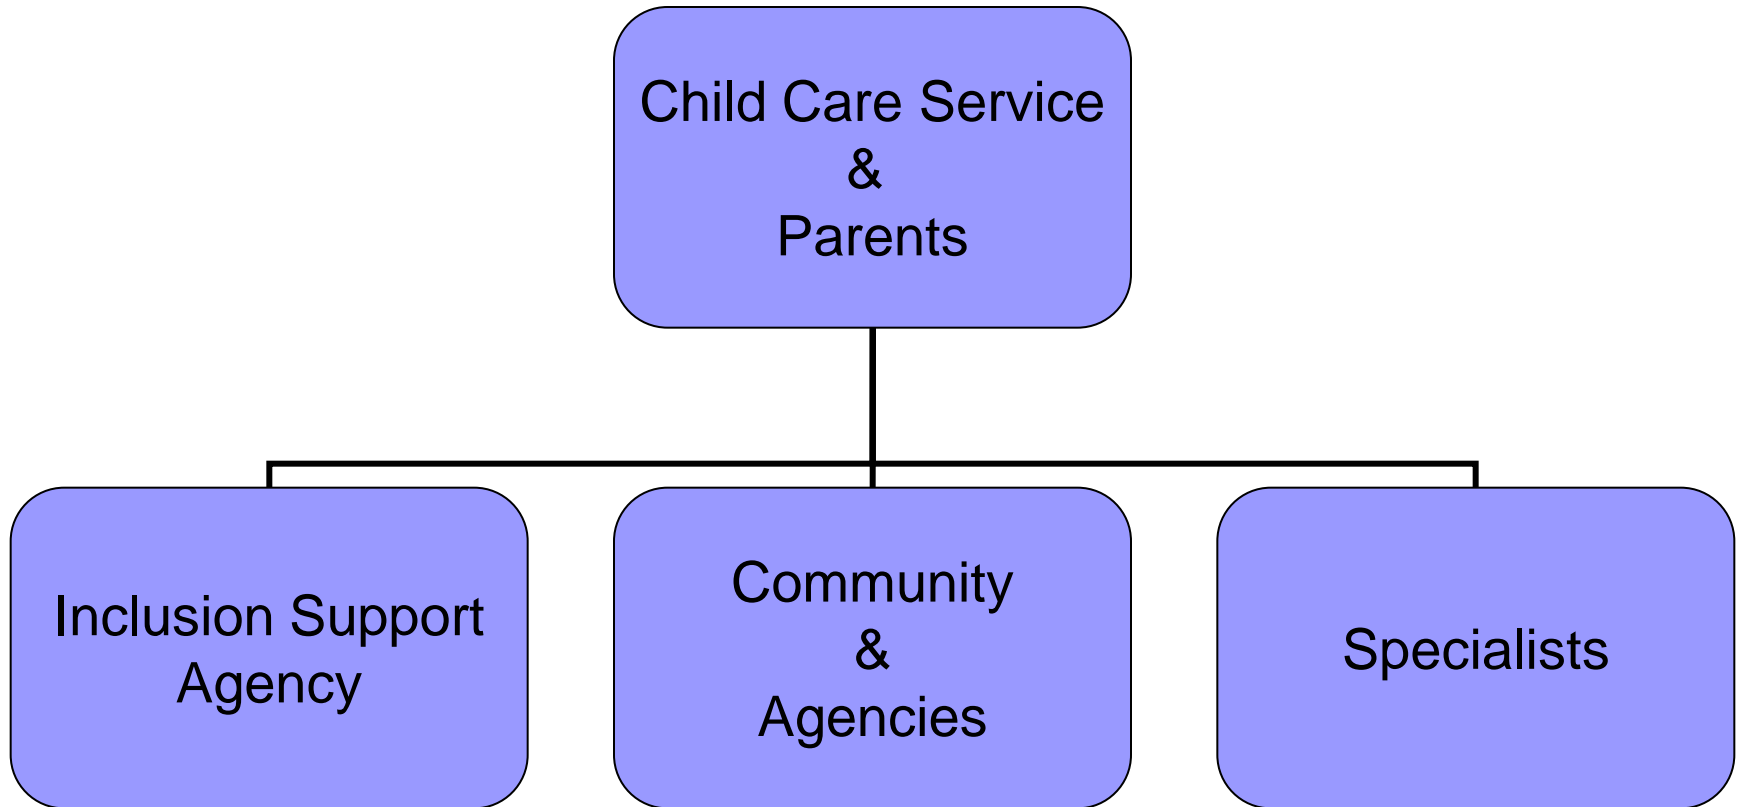 Child Care Service
&
Parents
Inclusion Support
Agency
Community
&
Agencies
Specialists